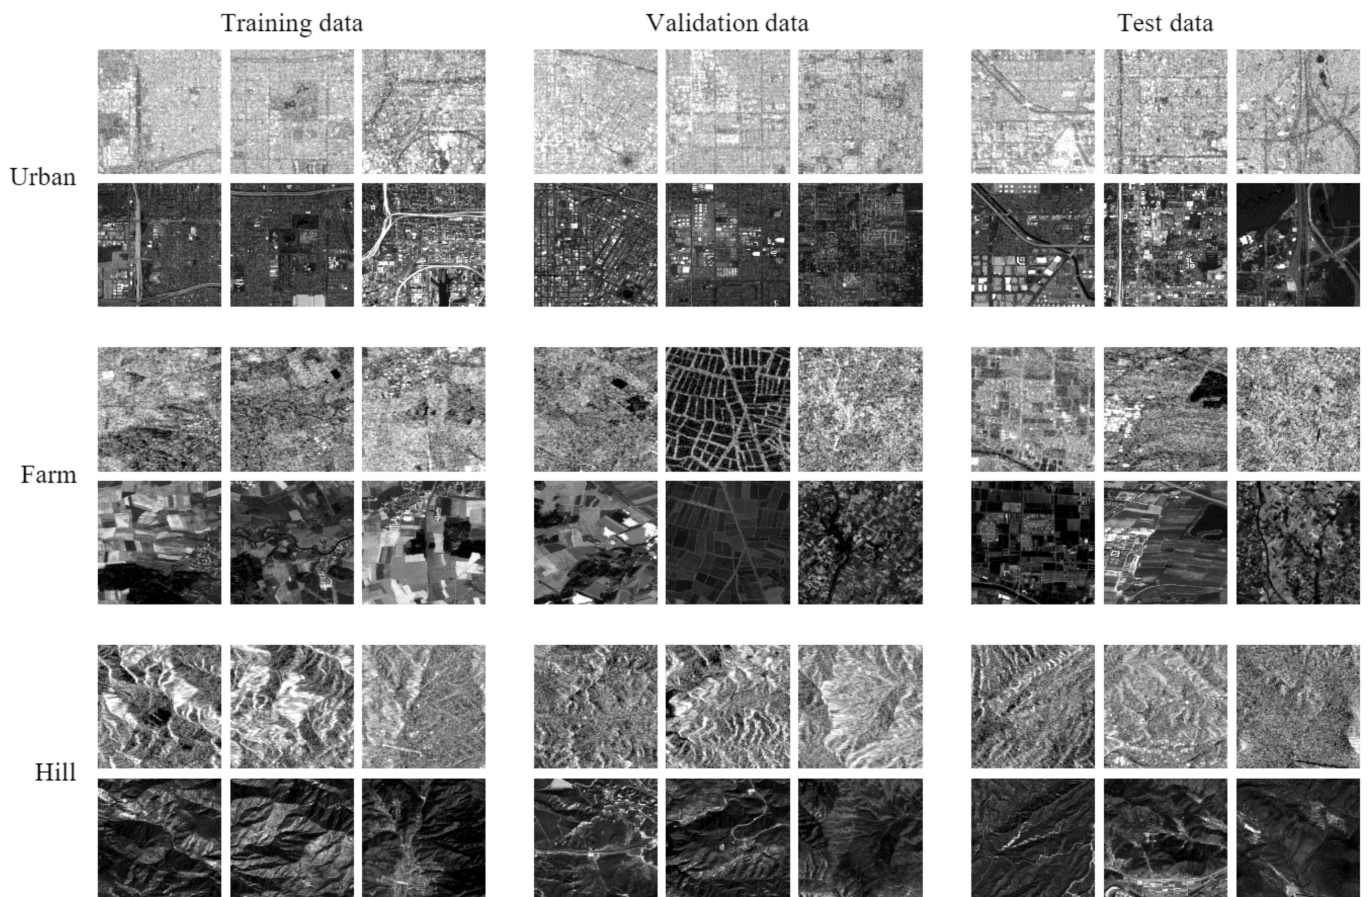 Training data
Validation data
Test data
Urban
Farm
Hill